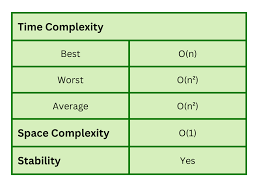 Time Complexity
Best O(n)
Worst O(n²)
Average O(n²)
Space Complexity O(1)
Stability Yes